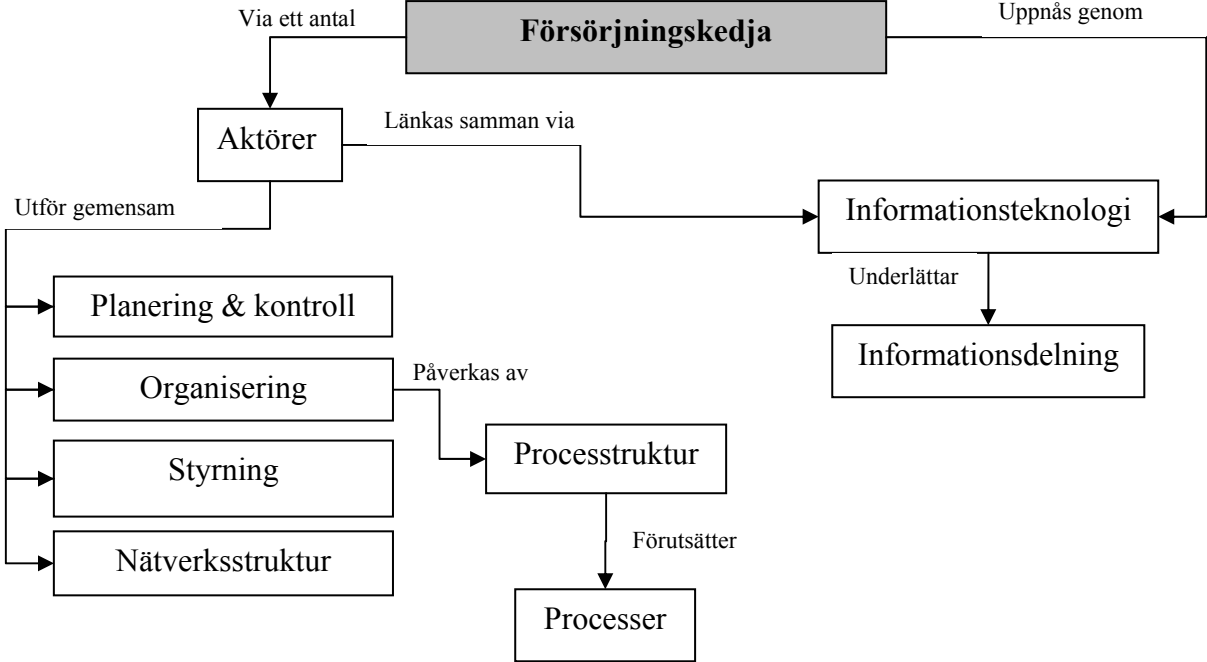 Via ett antal
Försörjningskedja
Uppnås genom
Aktörer
Länkas samman via
Utför gemensam
Informationsteknologi
Underlättar
Planering & kontroll
Informationsdelning
Organisering
Påverkas av
Processtruktur
Styrning
Förutsätter
Nätverksstruktur
Processer